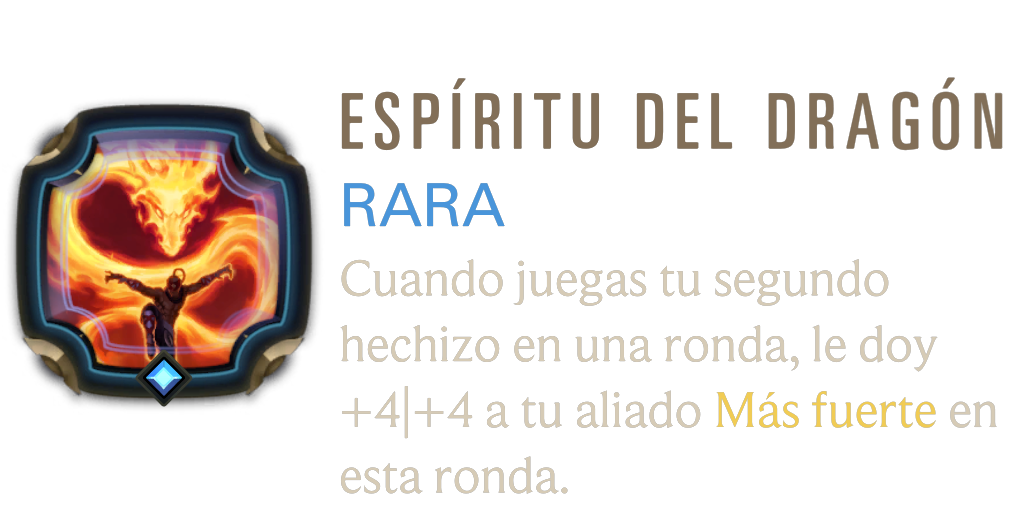 ESPÍRITU DEL DRAGÓN
RARA
Cuando juegas tu segundo
hechizo en una ronda, le doy
+4|+4 a tu aliado Más fuerte en
esta ronda.